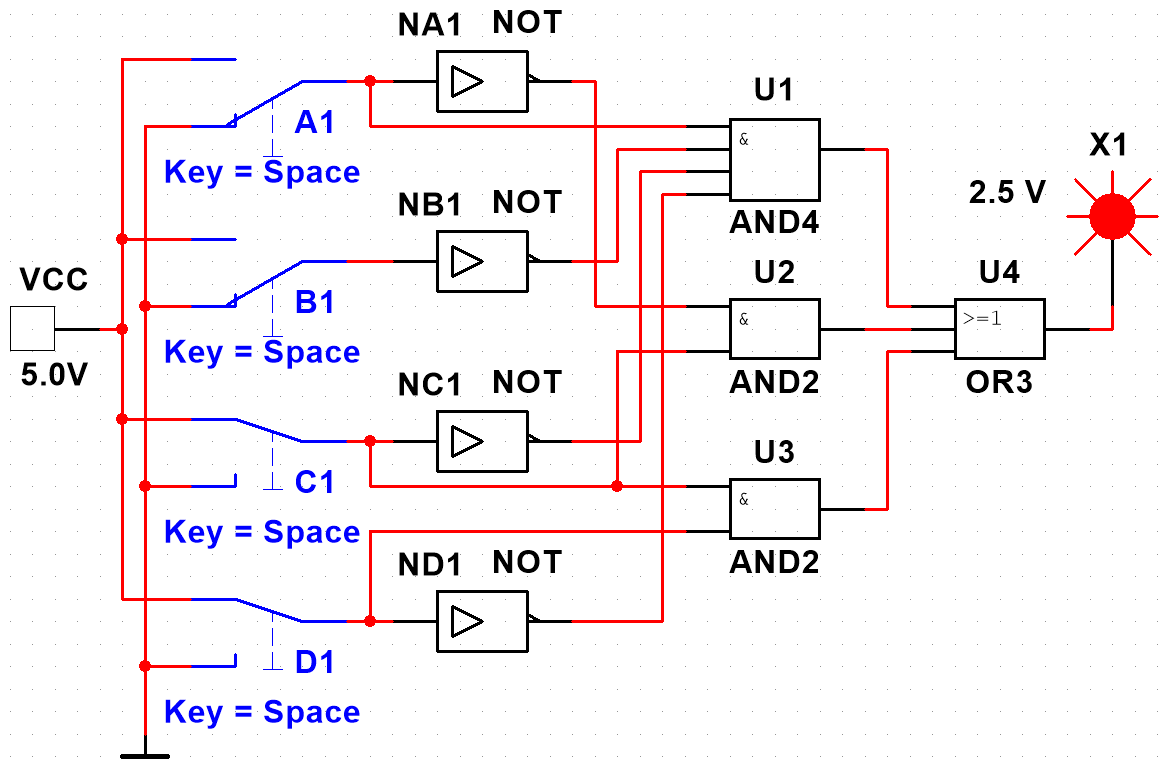 NA1 NOT
U1
&
AND4
A1
Key = Space
X1
2.5 V
NB1 NOT
U2
&
AND2
B1
Key = Space
VCC
5.0V
U4
>=1
OR3
NC1 NOT
U3
&
AND2
C1
Key = Space
ND1 NOT
D1
Key = Space